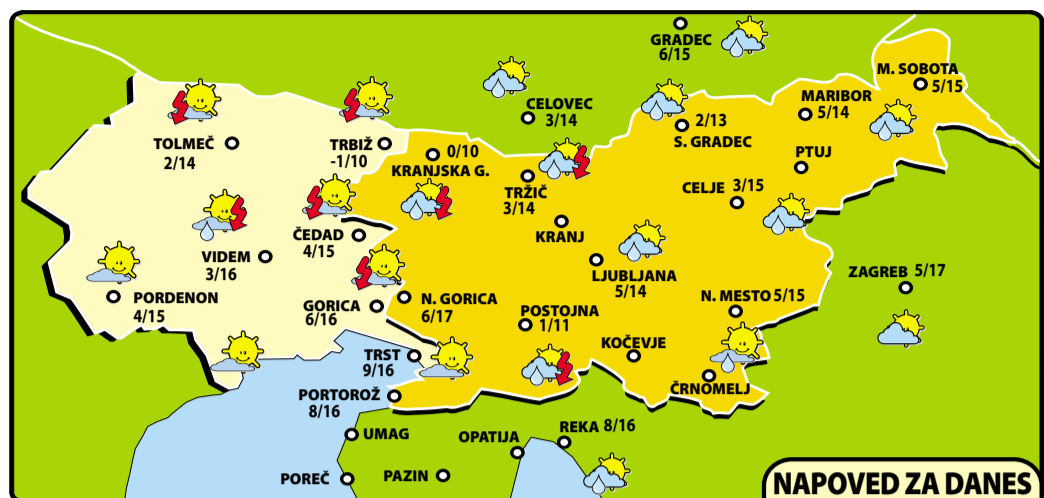 GRADEC
6/15
M. SOBOTA
5/15
MARIBOR
5/14
CELOVEC
3/14
2/13
S. GRADEC
TOLMEČ
2/14
TRBIŽ
-1/10
0/10
KRANJSKA G.
PTUJ
TRŽIČ
3/14
CELJE 3/15
KRANJ
ČEDAD
4/15
VIDEM
3/16
LJUBLJANA
5/14
ZAGREB 5/17
PORDENON
4/15
GORICA
6/16
N. GORICA
6/17
POSTOJNA
1/11
N. MESTO 5/15
KOČEVJE
TRST
9/16
ČRNOMELJ
PORTOROŽ
8/16
UMAG
OPATIJA
REKA 8/16
POREČ
PAZIN
NAPOVED ZA DANES